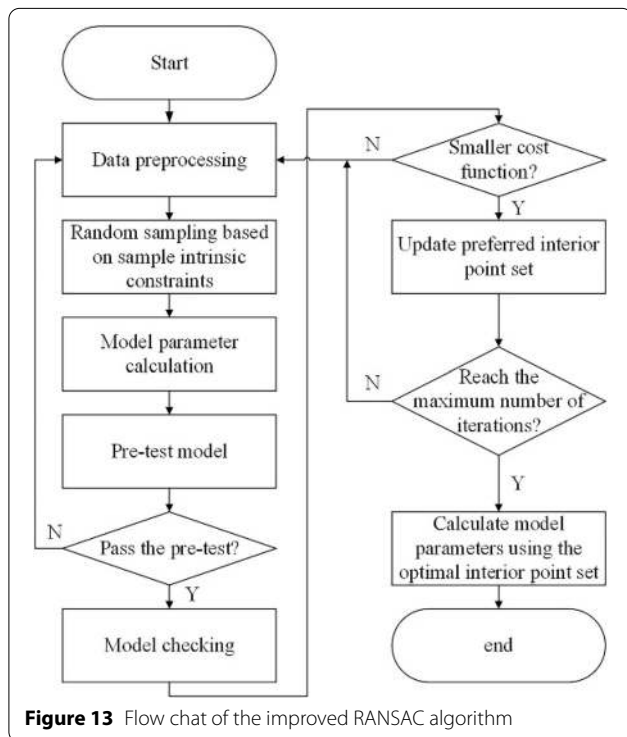 Start
Data preprocessing
Random sampling based
on sample intrinsic
constraints
Model parameter
calculation
Pre-test model
N
Pass the pre-test?
Y
Model checking
N
Smaller cost
function?
Y
Update preferred interior
point set
N
Reach the
maximum number of
iterations?
Y
Calculate model
parameters using the
optimal interior point set
end
Figure 13 Flow chat of the improved RANSAC algorithm